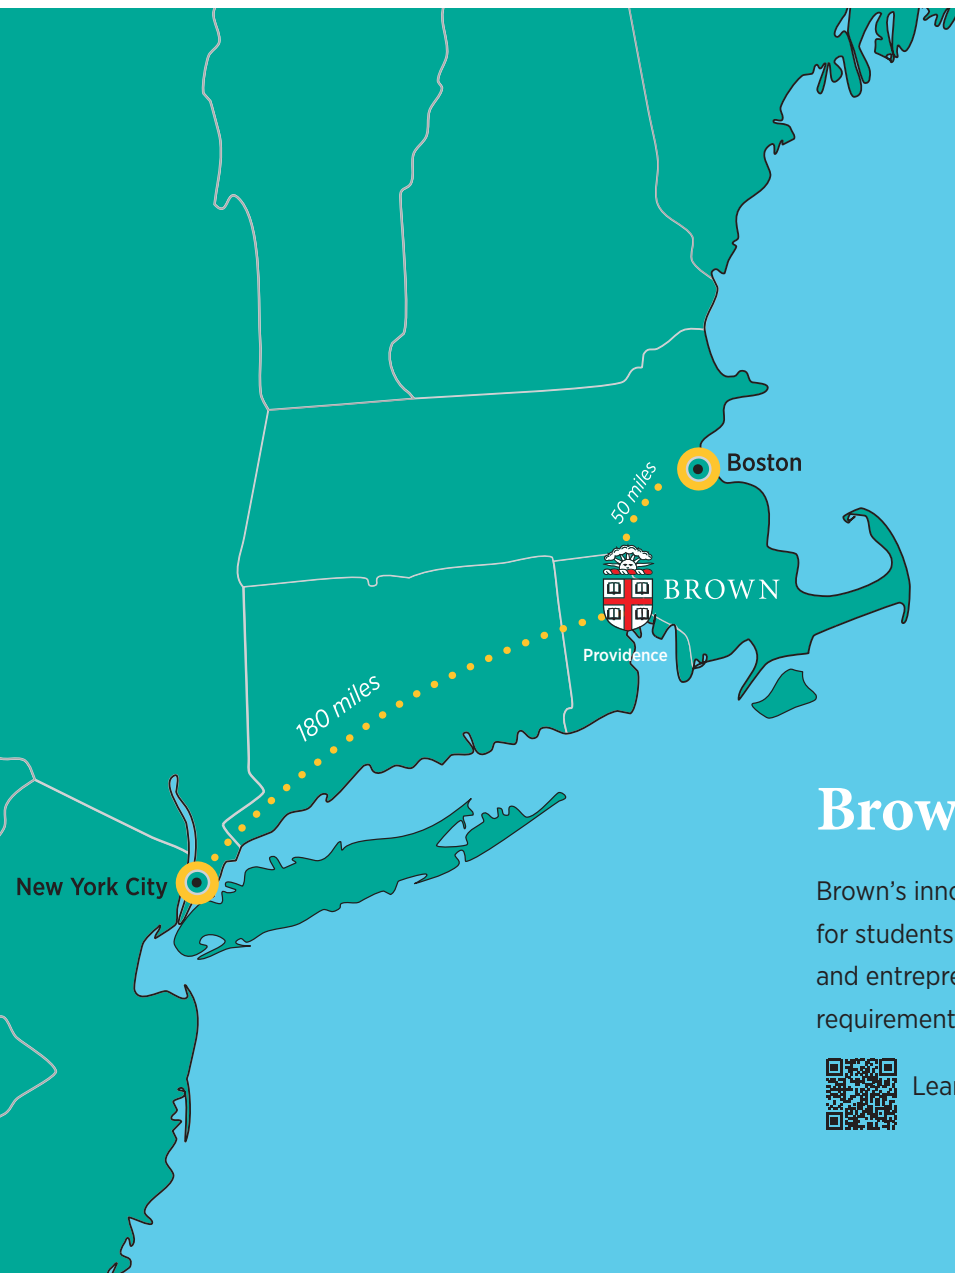 Boston
50 miles
BROWN
Providence
180 miles
New York City
Brow
Brown’s inno
for students
and entrepre
requirement
Lear